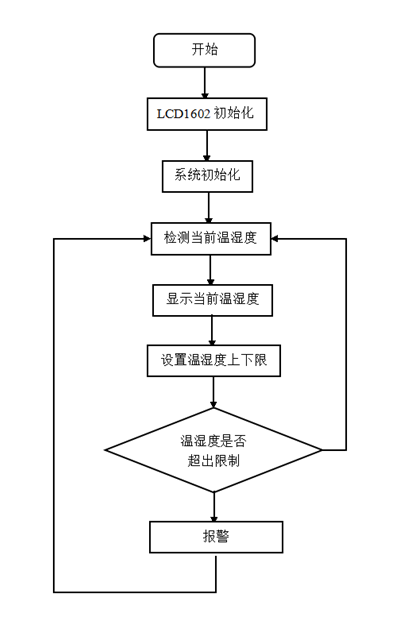 开始
LCD1602 初始化
系统初始化
检测当前温湿度
显示当前温湿度
设置温湿度上下限
温湿度是否
超出限制
报警